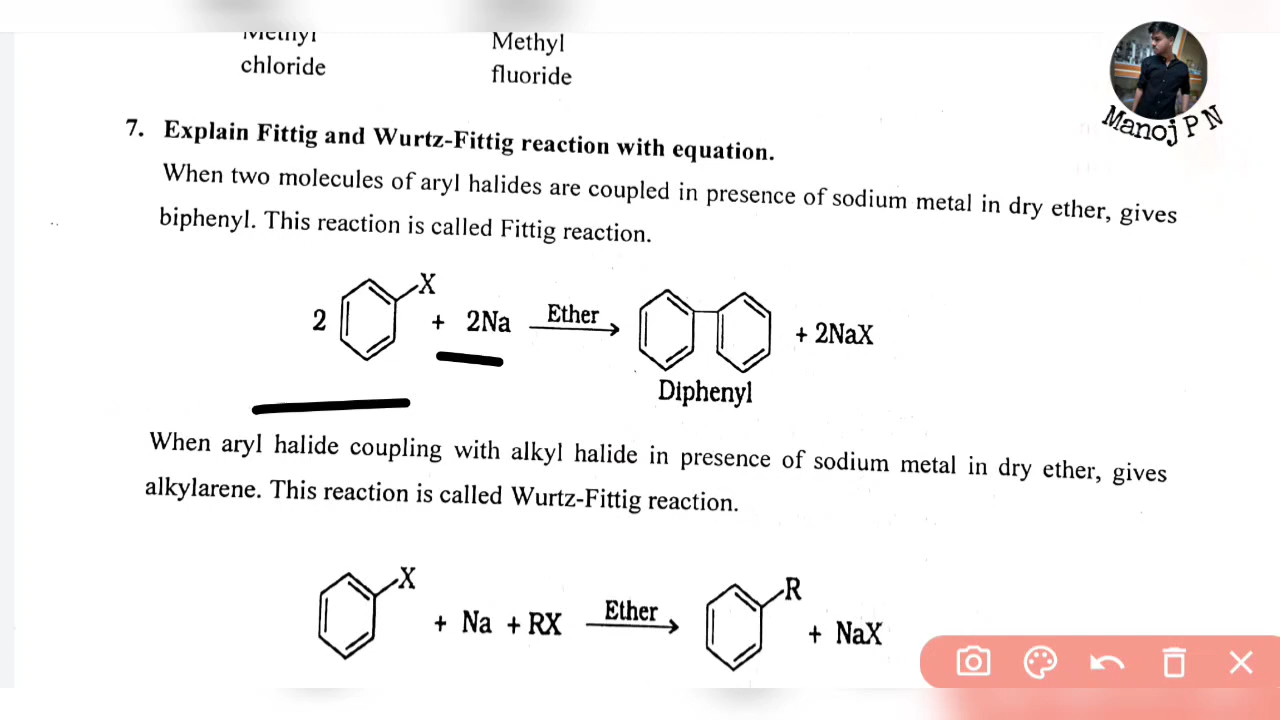 Methyl
chloride
Methyl
fluoride
Manoj P N
7. Explain Fittig and Wurtz-Fittig reaction with equation.
When two molecules of aryl halides are coupled in presence of sodium metal in dry ether, gives
biphenyl. This reaction is called Fittig reaction.
2 X + 2Na Ether + 2NaX
Diphenyl
When aryl halide coupling with alkyl halide in presence of sodium metal in dry ether, gives
alkylarene. This reaction is called Wurtz-Fittig reaction.
X + Na + RX Ether R + NaX